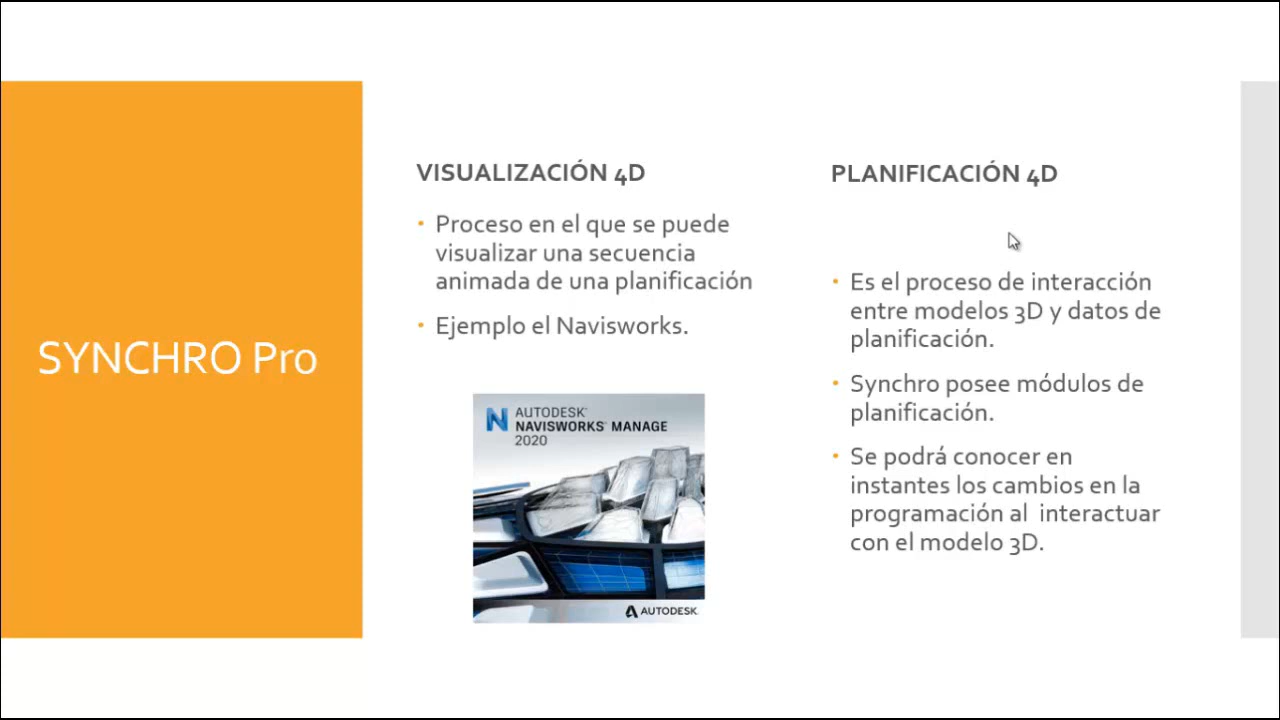 SYNCHRO Pro
VISUALIZACIÓN 4D
Proceso en el que se puede
visualizar una secuencia
animada de una planificación
Ejemplo el Navisworks.
AUTODESK®
NAVISWORKS® MANAGE
2020
AUTODESK.
PLANIFICACIÓN 4D
Es el proceso de interacción
entre modelos 3D y datos de
planificación.
Synchro posee módulos de
planificación.
Se podrá conocer en
instantes los cambios en la
programación al interactuar
con el modelo 3D.